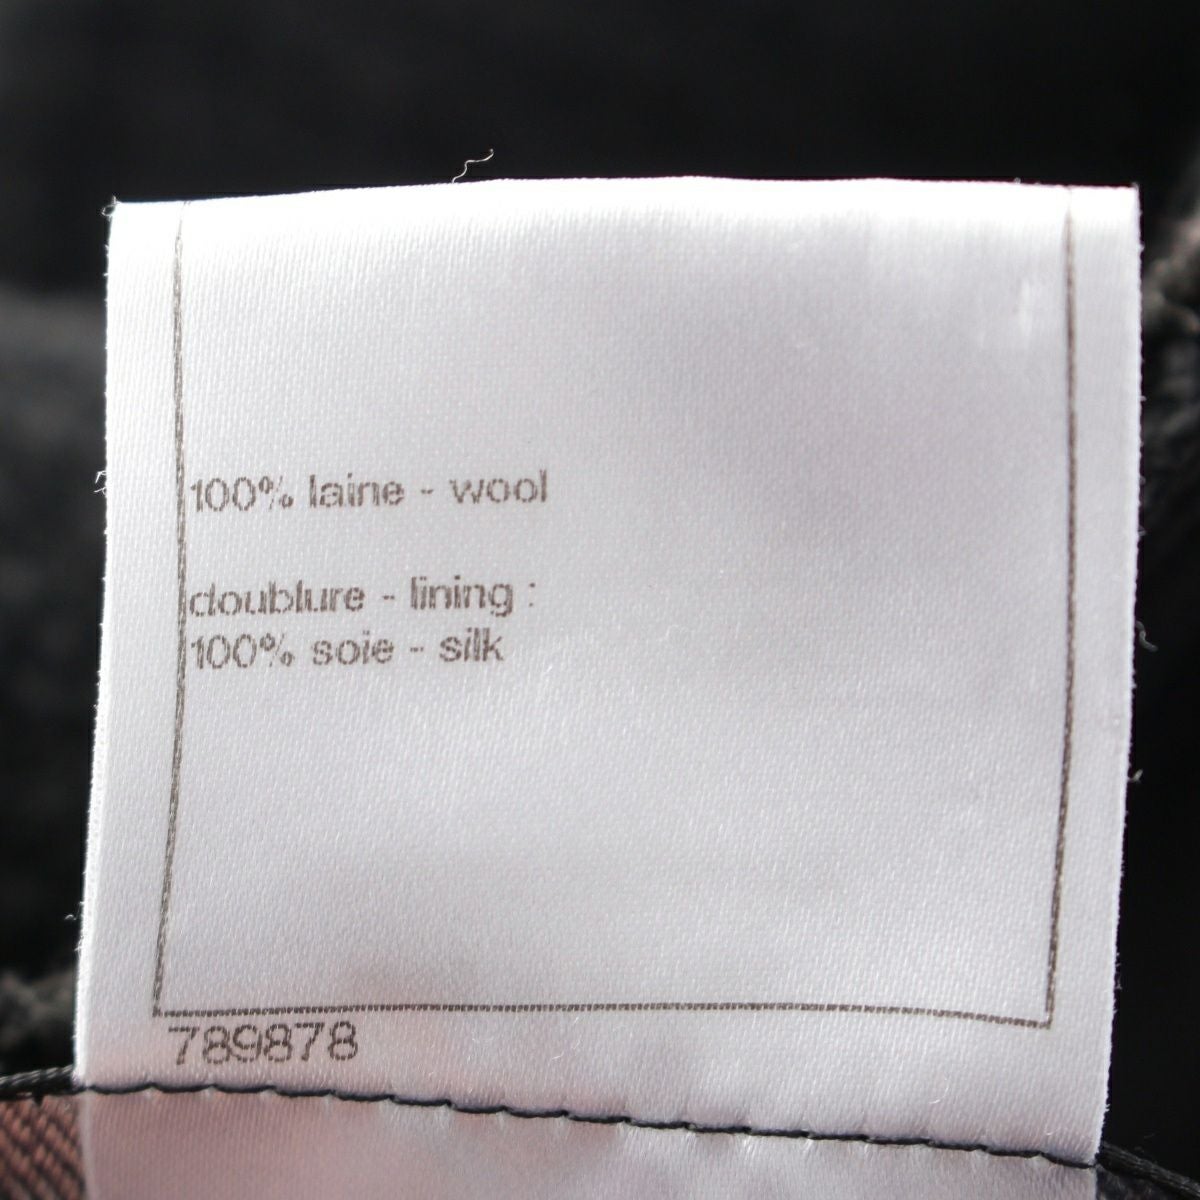 100% laine - wool
doublure - lining :
100% soie - silk
789878